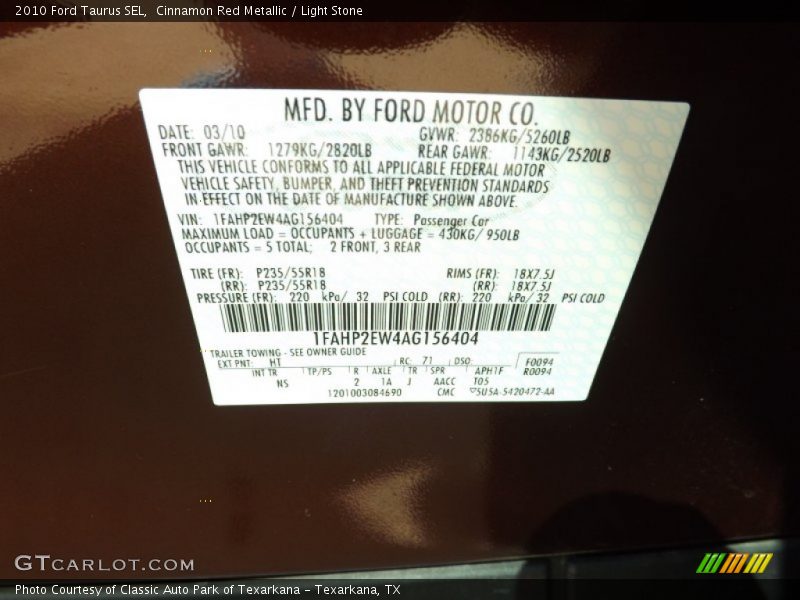 2010 Ford Taurus SEL,  Cinnamon Red Metallic / Light Stone
MFD. BY FORD MOTOR CO.
DATE: 03/10 GVWR: 2386KG/5260LB
FRONT GAWR: 1279KG/2820LB REAR GAWR: 1143KG/2520LB
THIS VEHICLE CONFORMS TO ALL APPLICABLE FEDERAL MOTOR
VEHICLE SAFETY, BUMPER, AND THEFT PREVENTION STANDARDS
IN EFFECT ON THE DATE OF MANUFACTURE SHOWN ABOVE.
VIN: 1FAHP2EW4AG156404 TYPE: Passenger Car
MAXIMUM LOAD = OCCUPANTS + LUGGAGE = 430KG/ 950LB
OCCUPANTS = 5 TOTAL; 2 FRONT, 3 REAR
TIRE (FR): P235/55R18 RIMS (FR): 18X7.5J
(RR): P235/55R18 (RR): 18X7.5J
PRESSURE (FR): 220 kPa/ 32 PSI COLD (RR): 220 kPa/ 32 PSI COLD
1FAHP2EW4AG156404
TRAILER TOWING - SEE OWNER GUIDE
EXT PNT: HT RC: 71 DSO: F0094
INT TR TP/PS R AXLE TR SPR APH1F R0094
NS 2 1A J AACC T05
1201003084690 CMC 5U5A-5420472-AA
GTCARLOT.COM
Photo Courtesy of Classic Auto Park of Texarkana - Texarkana, TX